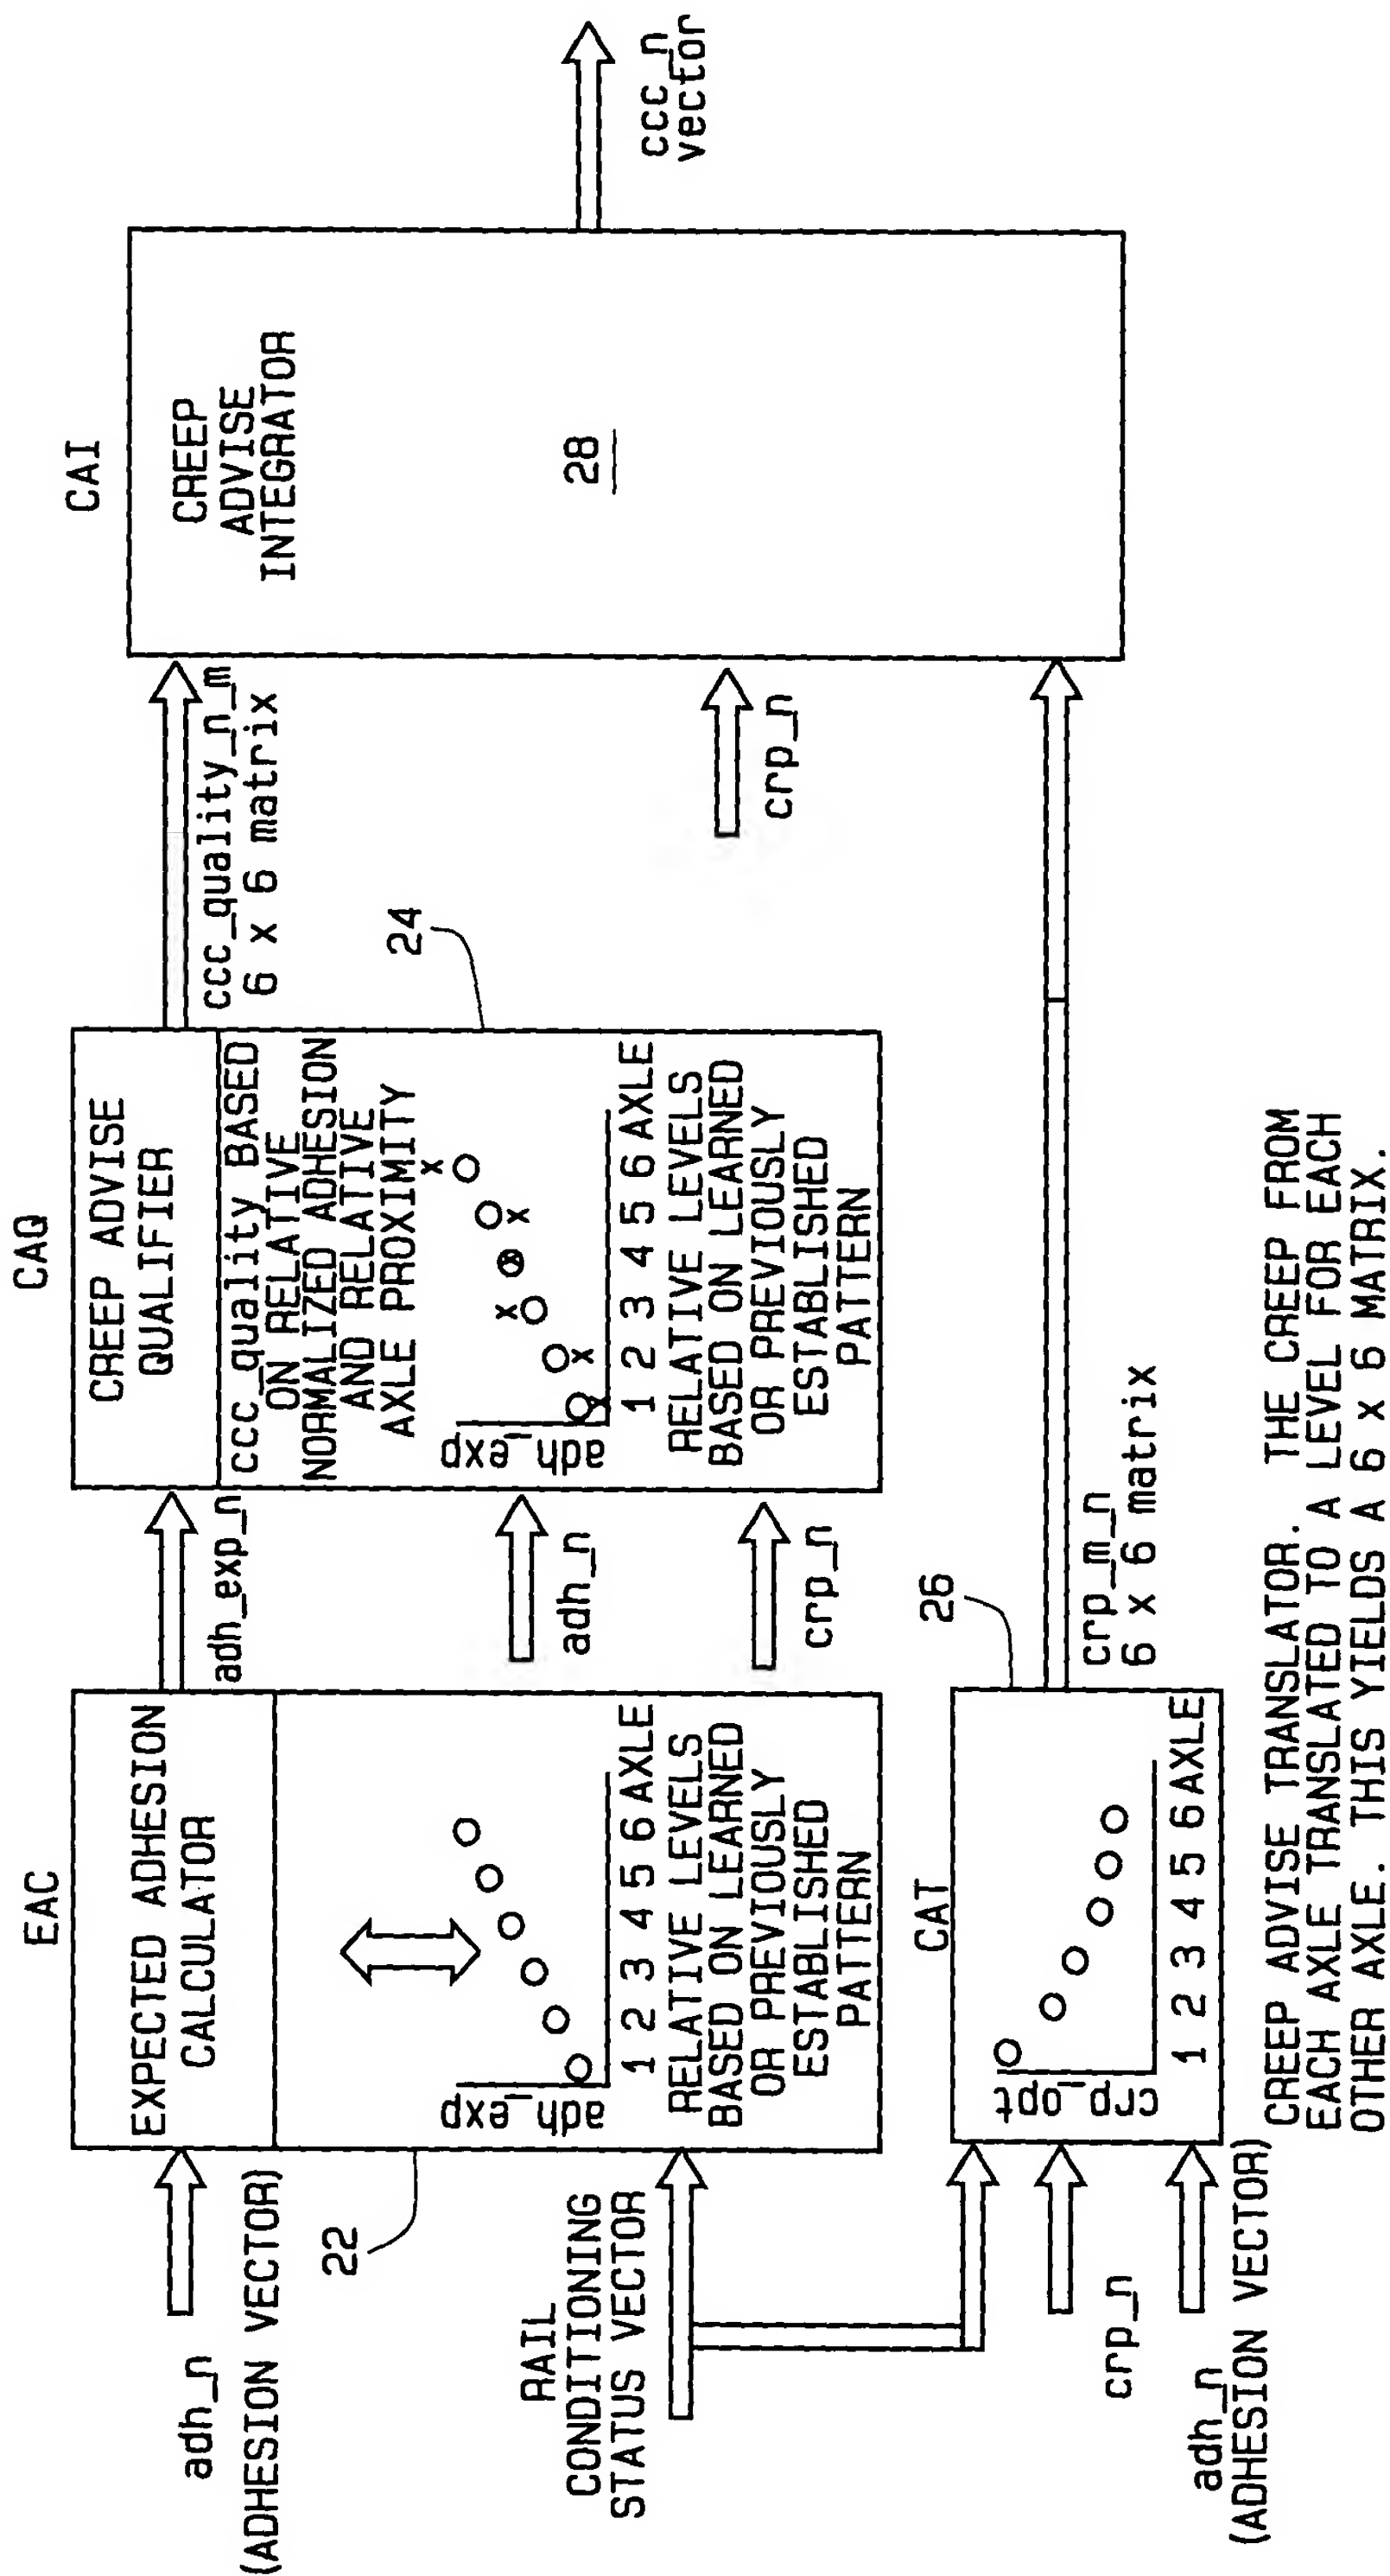 EAC
EXPECTED ADHESION
CALCULATOR
adh_n
(ADHESION VECTOR)
22
adh_exp
1 2 3 4 5 6 AXLE
RELATIVE LEVELS
BASED ON LEARNED
OR PREVIOUSLY
ESTABLISHED
PATTERN
RAIL
CONDITIONING
STATUS VECTOR
adh_exp_n
adh_n
crp_n
CAQ
CREEP ADVISE
QUALIFIER
ccc_quality BASED
ON RELATIVE
NORMALIZED ADHESION
AND RELATIVE
AXLE PROXIMITY
adh_exp
1 2 3 4 5 6 AXLE
RELATIVE LEVELS
BASED ON LEARNED
OR PREVIOUSLY
ESTABLISHED
PATTERN
24
ccc_quality_n_m
6 x 6 matrix
crp_n
CAI
CREEP
ADVISE
INTEGRATOR
28
ccc_n
vector
CAT
26
crp_opt
1 2 3 4 5 6 AXLE
crp_n
adh_n
(ADHESION VECTOR)
crp_m_n
6 x 6 matrix
CREEP ADVISE TRANSLATOR. THE CREEP FROM
EACH AXLE TRANSLATED TO A LEVEL FOR EACH
OTHER AXLE. THIS YIELDS A 6 x 6 MATRIX.